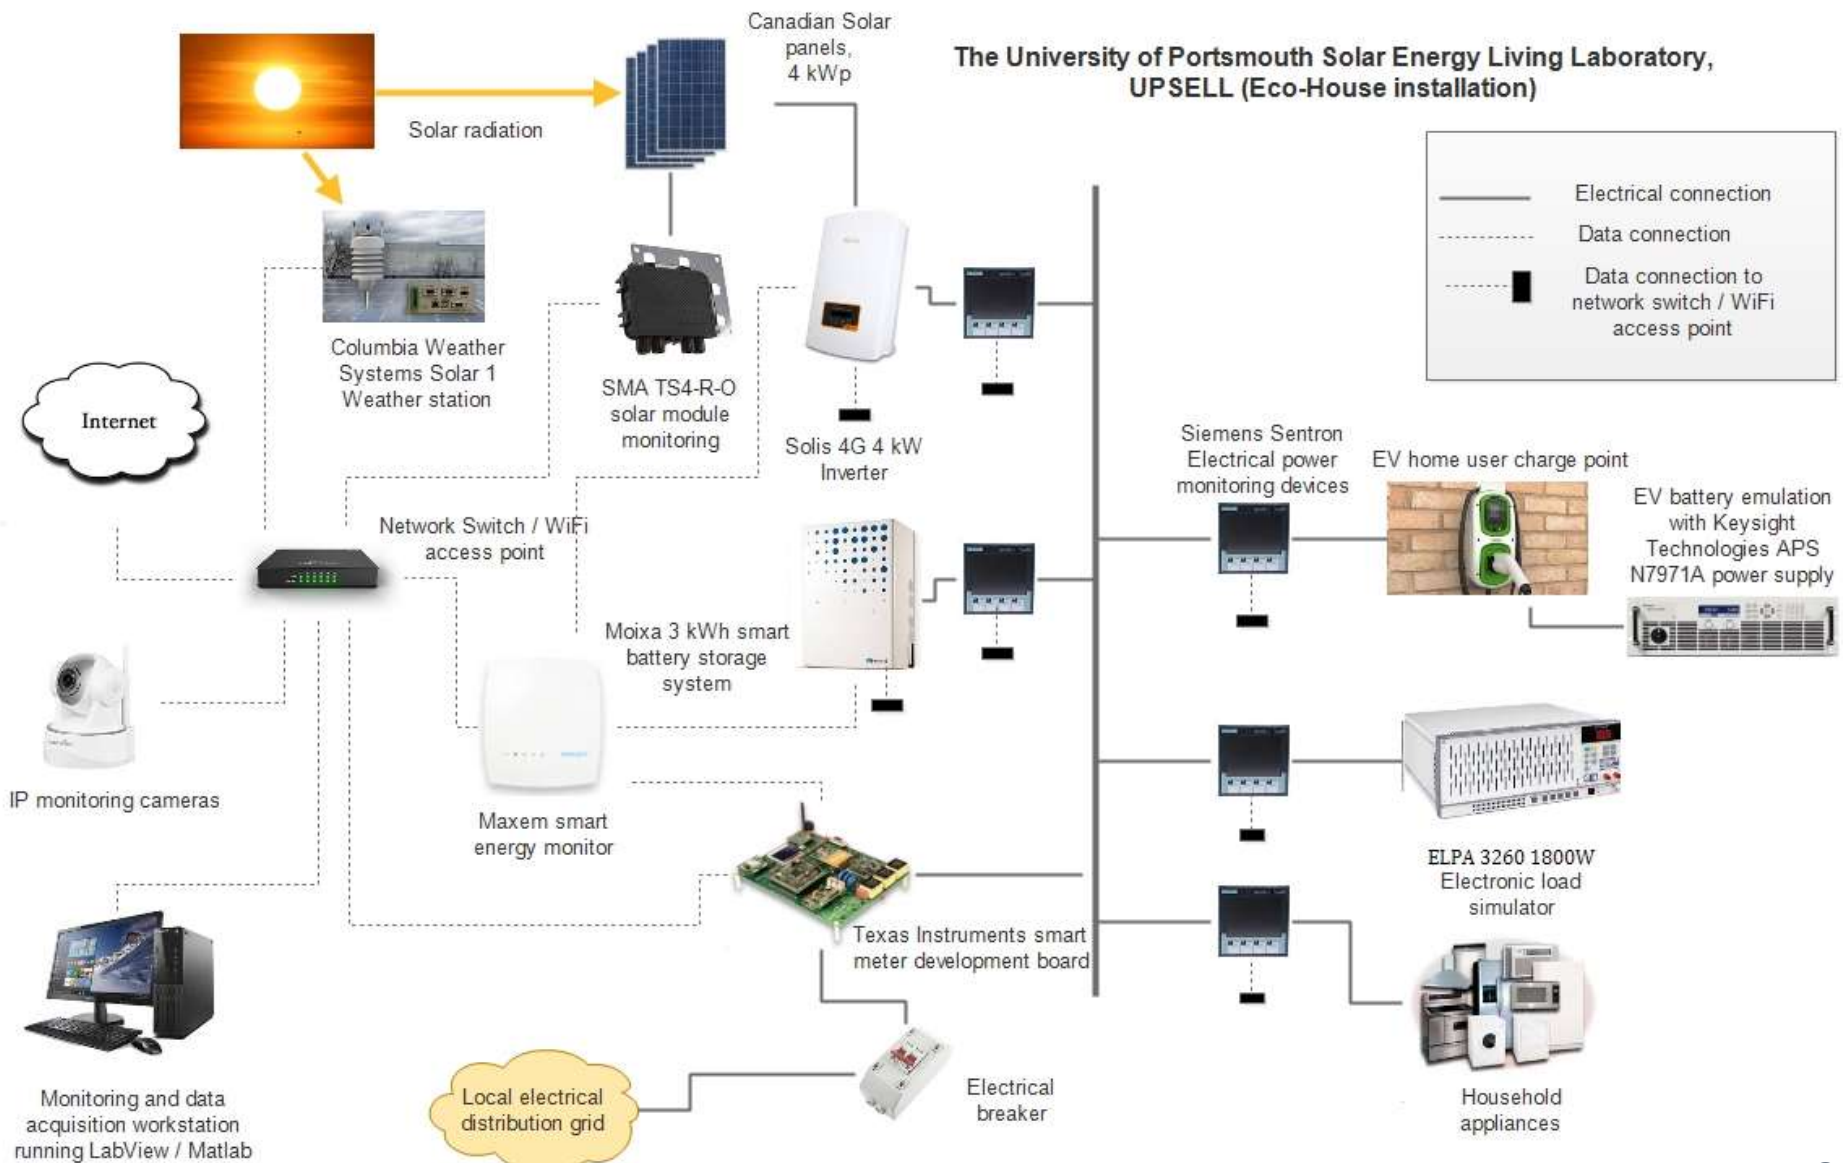 Canadian Solar
panels,
4 kWp
The University of Portsmouth Solar Energy Living Laboratory,
UPSELL (Eco-House installation)
Solar radiation
Electrical connection
Data connection
Data connection to
network switch / WiFi
access point
Columbia Weather
Systems Solar 1
Weather station
SMA TS4-R-O
solar module
monitoring
Solis 4G 4 kW
Inverter
Internet
Siemens Sentron
Electrical power
monitoring devices
EV home user charge point
EV battery emulation
with Keysight
Technologies APS
N7971A power supply
Network Switch / WiFi
access point
Moixa 3 kWh smart
battery storage
system
IP monitoring cameras
Maxem smart
energy monitor
ELPA 3260 1800W
Electronic load
simulator
Texas Instruments smart
meter development board
Monitoring and data
acquisition workstation
running LabView / Matlab
Local electrical
distribution grid
Electrical
breaker
Household
appliances